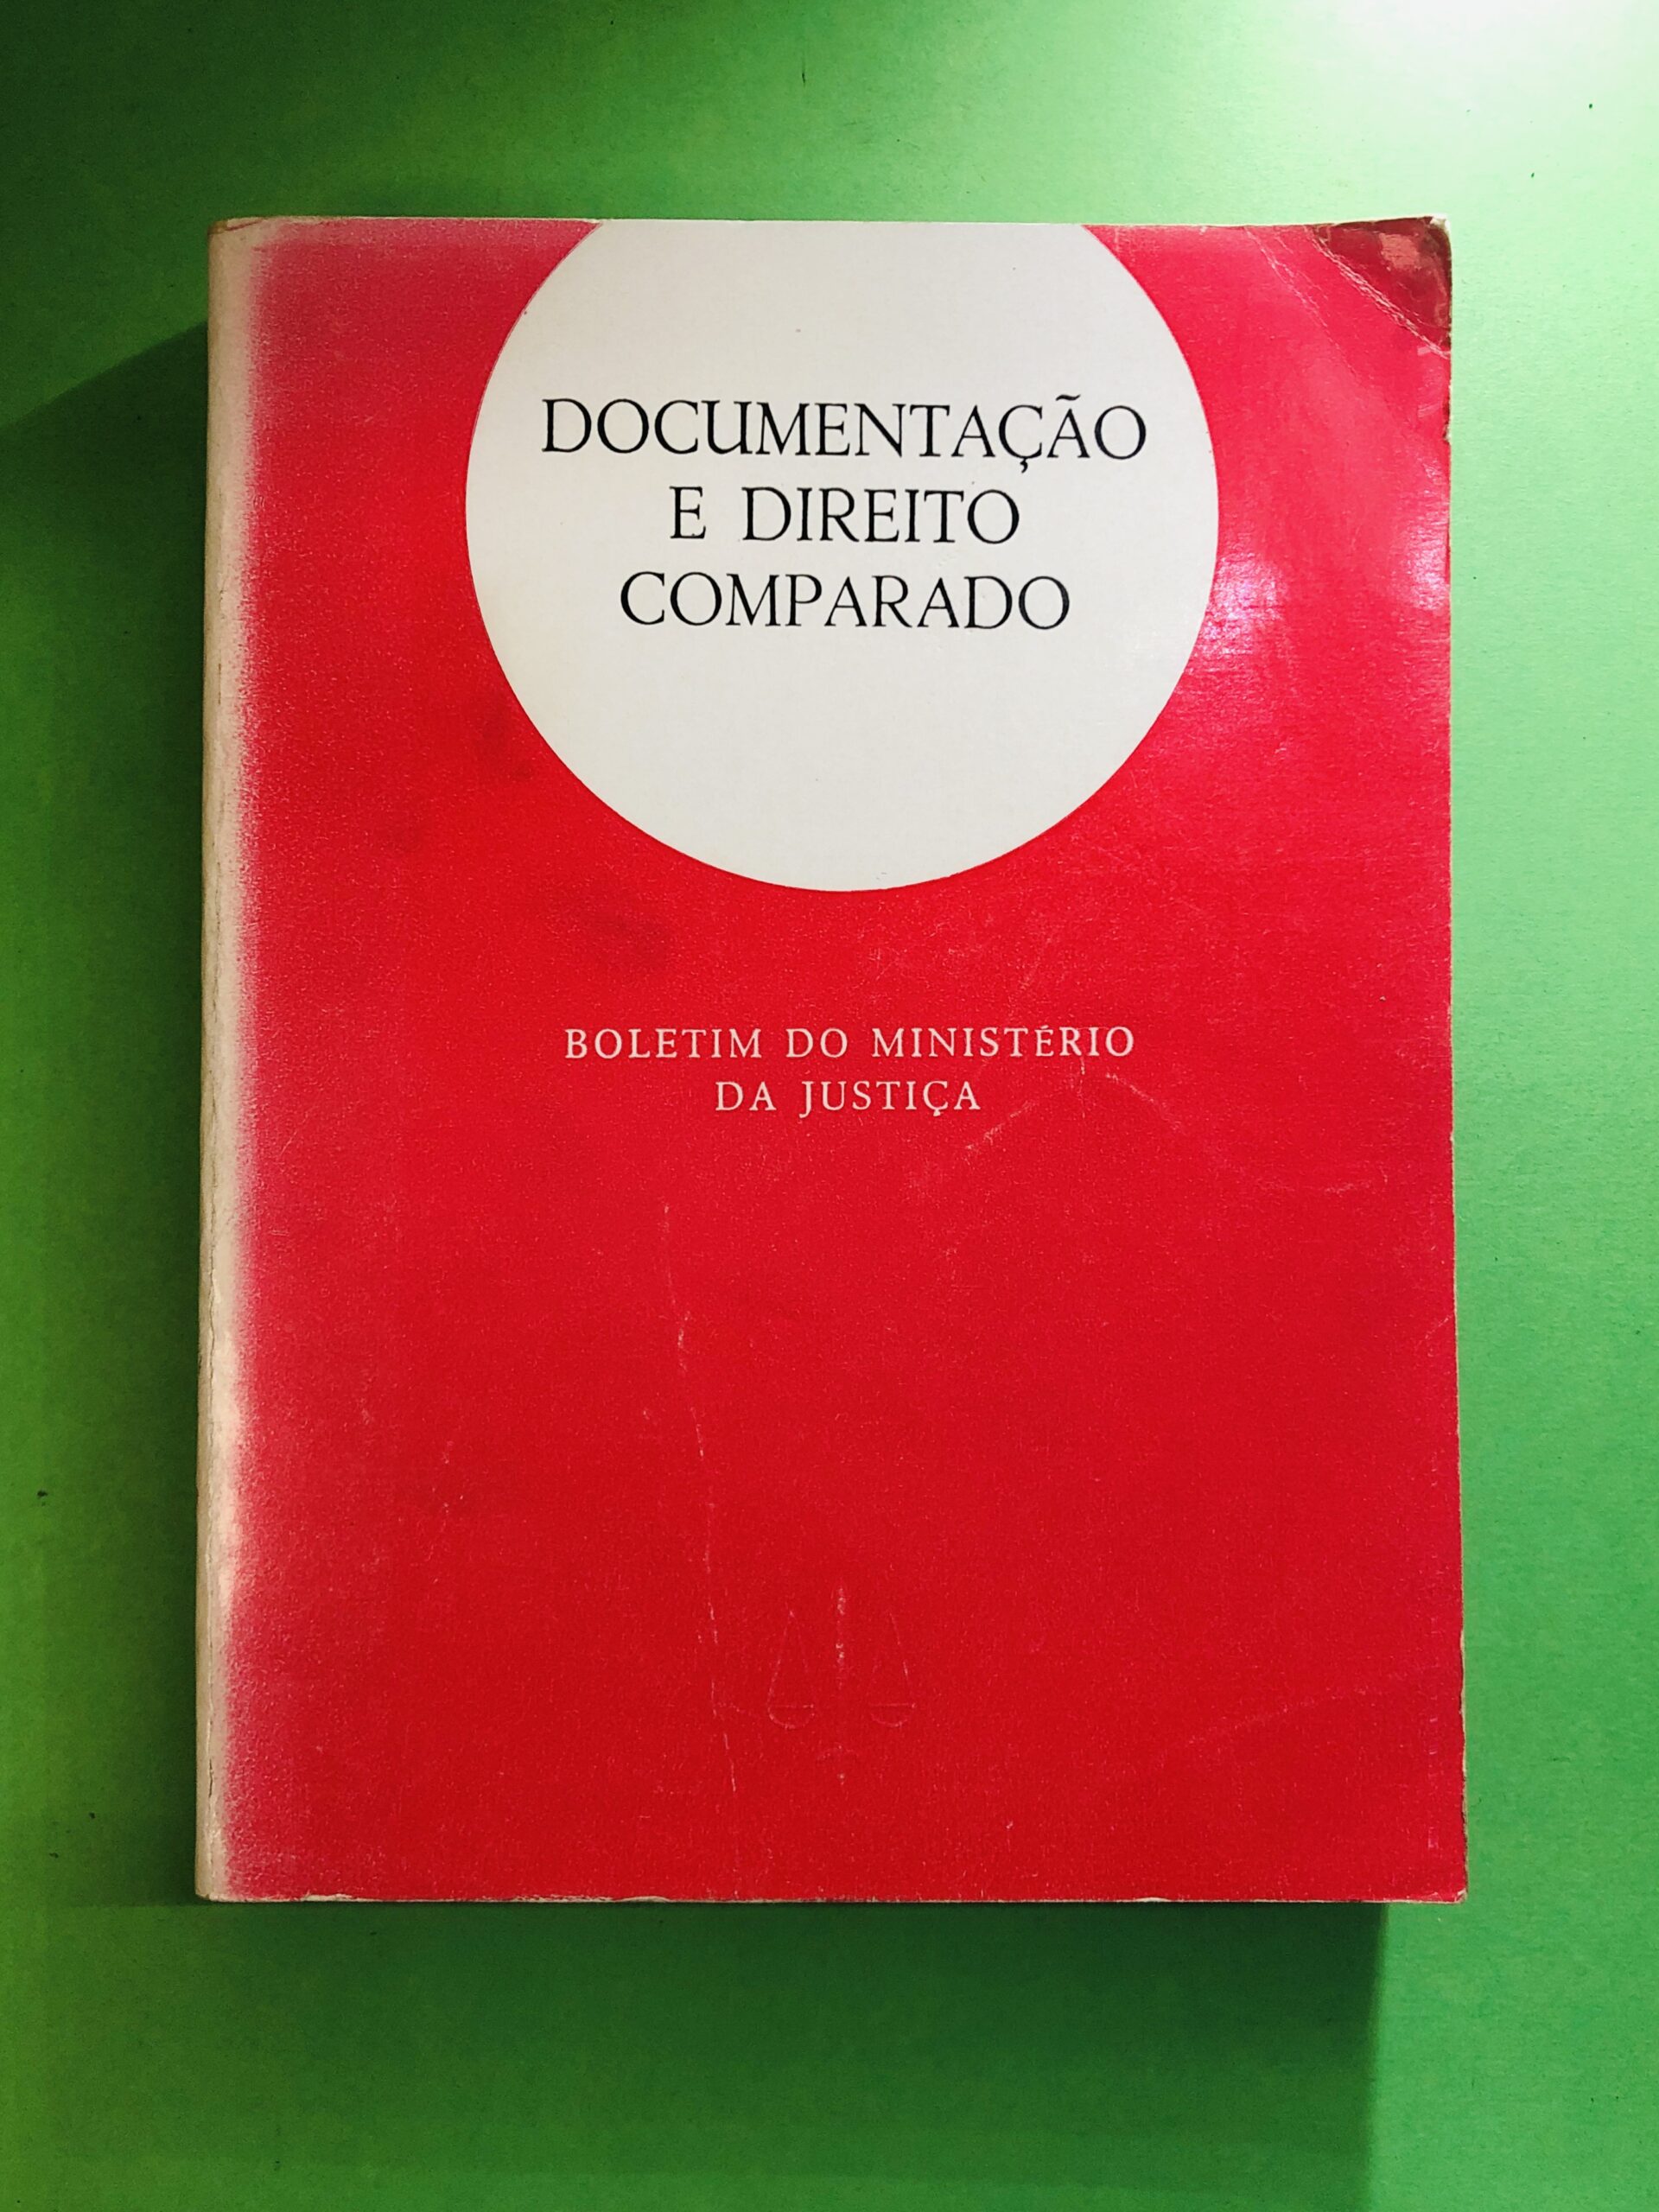 DOCUMENTAÇÃO
E DIREITO
COMPARADO
BOLETIM DO MINISTÉRIO
DA JUSTIÇA